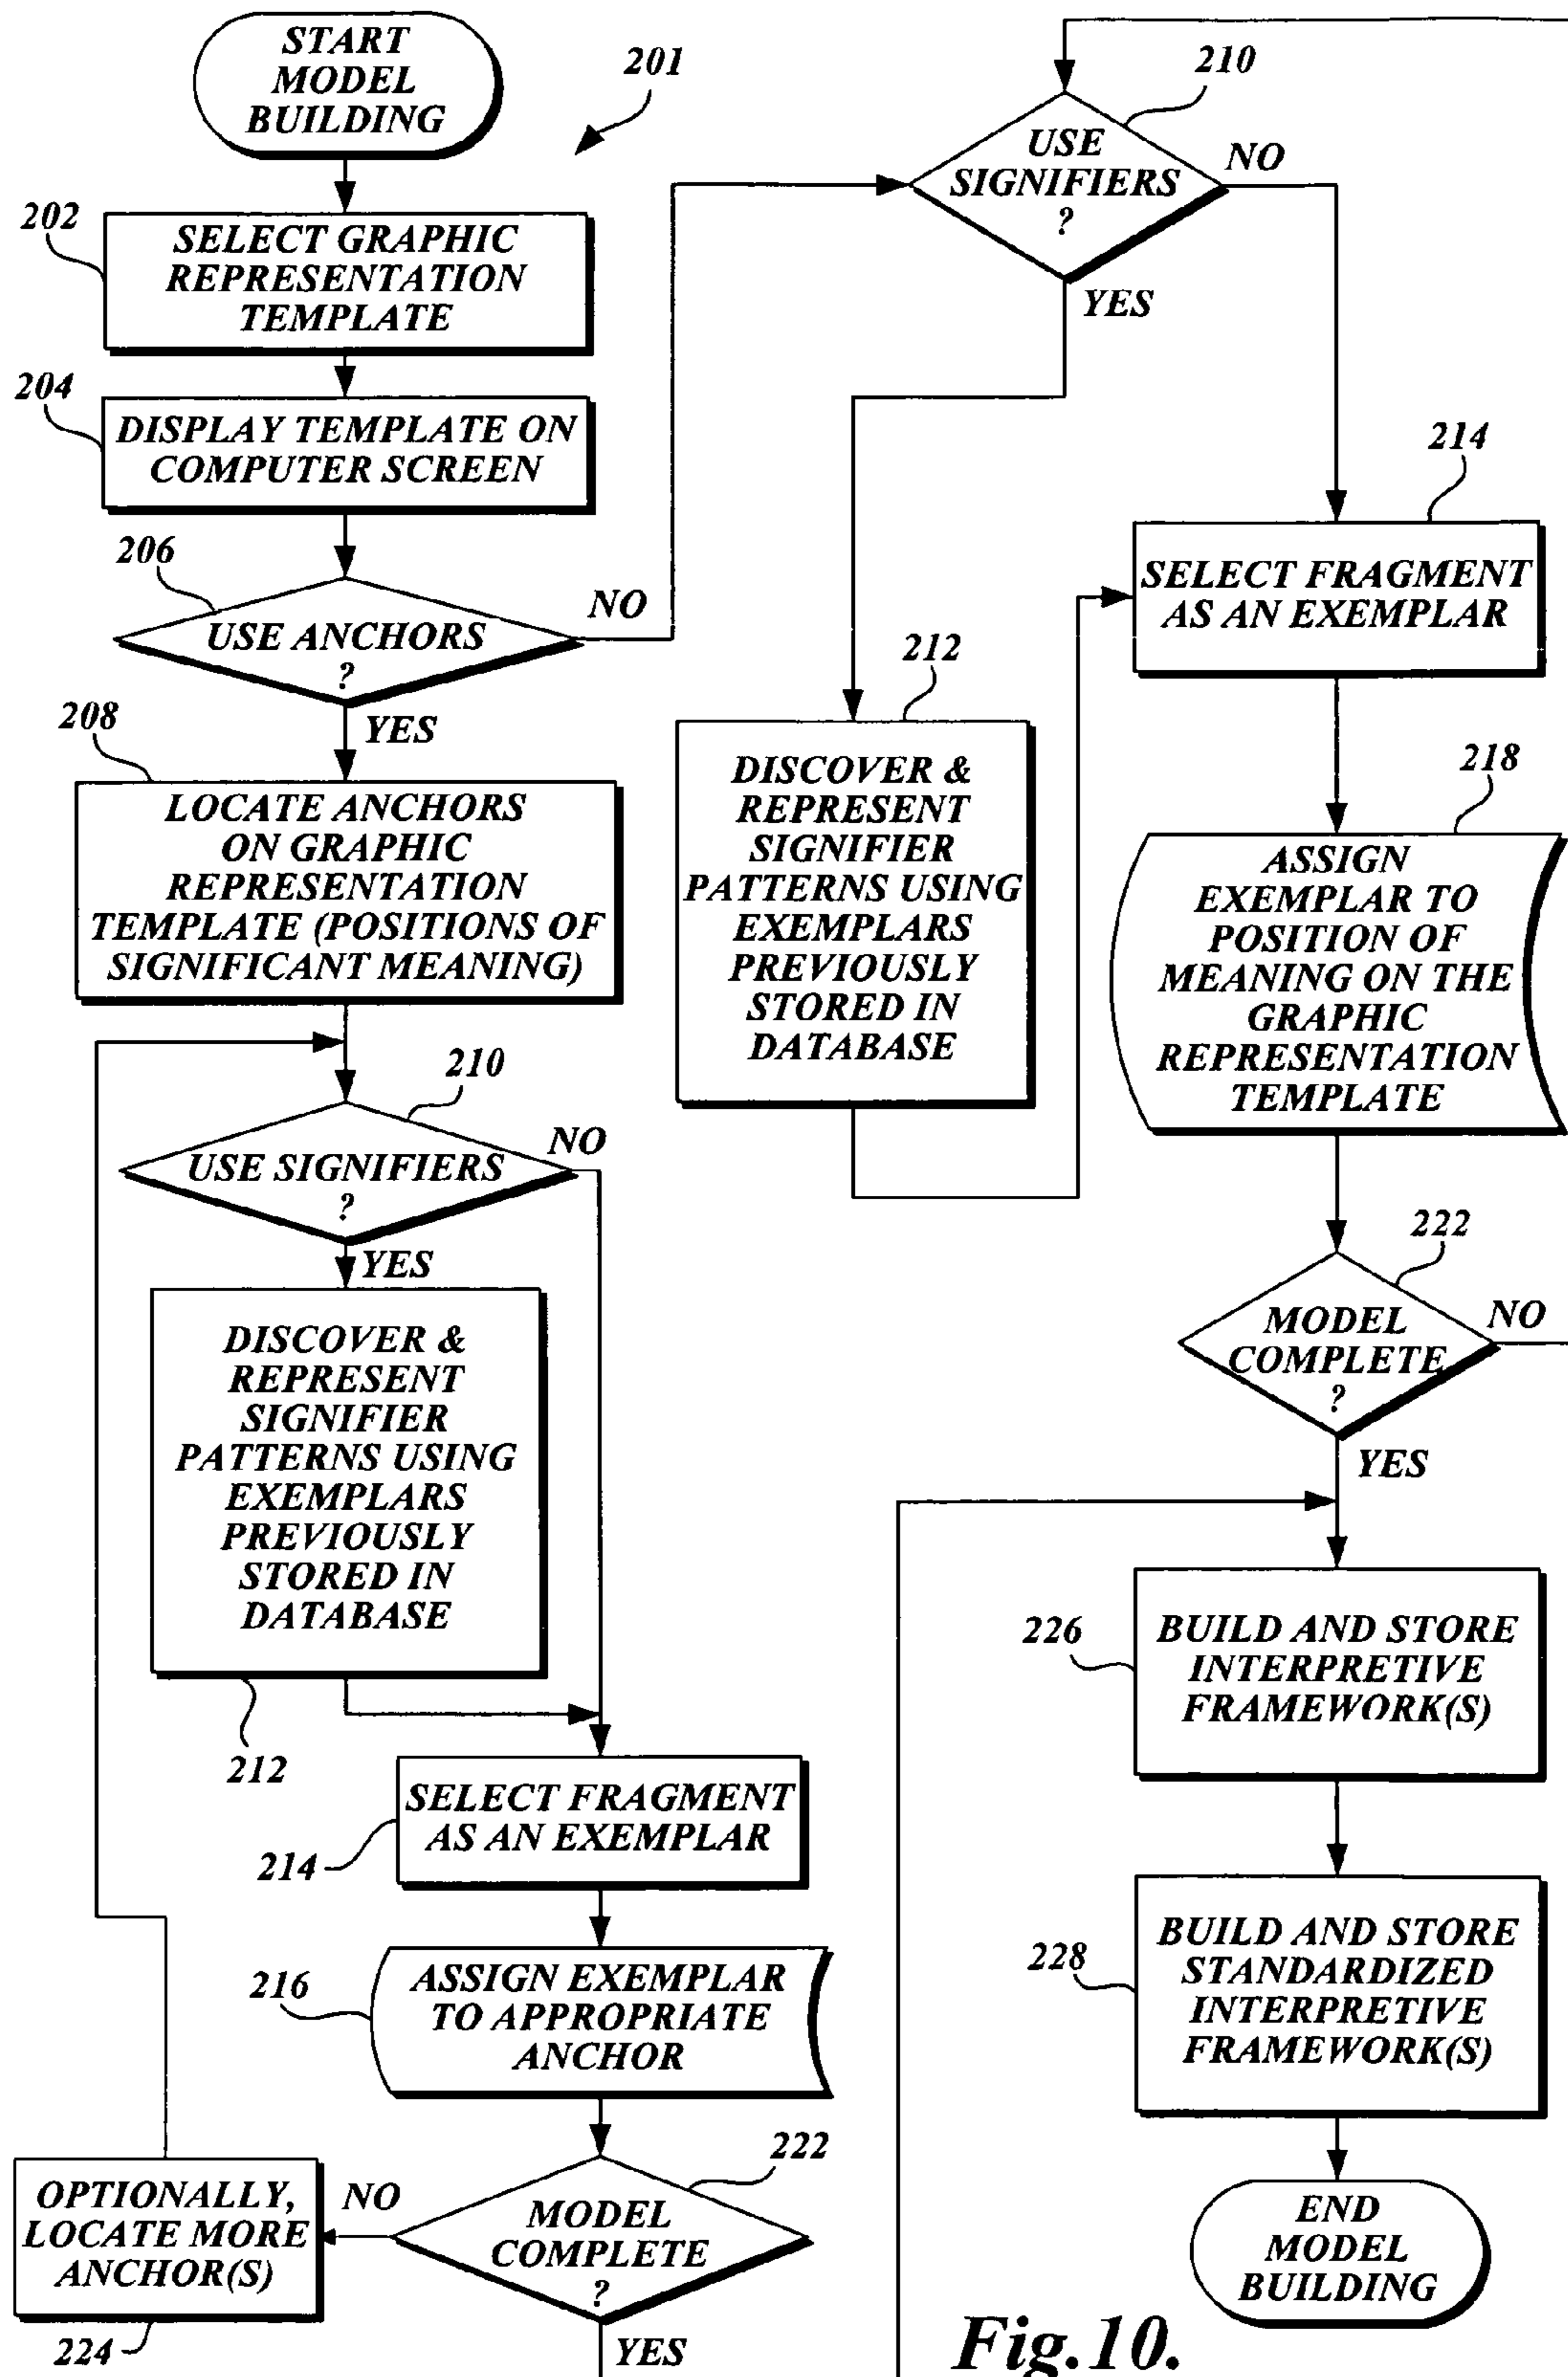 START
MODEL
BUILDING
201
202
SELECT GRAPHIC
REPRESENTATION
TEMPLATE
204
DISPLAY TEMPLATE ON
COMPUTER SCREEN
206
USE ANCHORS
?
NO
YES
208
LOCATE ANCHORS
ON GRAPHIC
REPRESENTATION
TEMPLATE (POSITIONS OF
SIGNIFICANT MEANING)
210
USE SIGNIFIERS
?
NO
YES
DISCOVER &
REPRESENT
SIGNIFIER
PATTERNS USING
EXEMPLARS
PREVIOUSLY
STORED IN
DATABASE
212
SELECT FRAGMENT
AS AN EXEMPLAR
214
216
ASSIGN EXEMPLAR
TO APPROPRIATE
ANCHOR
222
MODEL
COMPLETE
?
NO
YES
OPTIONALLY,
LOCATE MORE
ANCHOR(S)
224
210
USE
SIGNIFIERS
?
NO
YES
212
DISCOVER &
REPRESENT
SIGNIFIER
PATTERNS USING
EXEMPLARS
PREVIOUSLY
STORED IN
DATABASE
214
SELECT FRAGMENT
AS AN EXEMPLAR
218
ASSIGN
EXEMPLAR TO
POSITION OF
MEANING ON THE
GRAPHIC
REPRESENTATION
TEMPLATE
222
MODEL
COMPLETE
?
NO
YES
226
BUILD AND STORE
INTERPRETIVE
FRAMEWORK(S)
228
BUILD AND STORE
STANDARDIZED
INTERPRETIVE
FRAMEWORK(S)
END
MODEL
BUILDING
Fig.10.